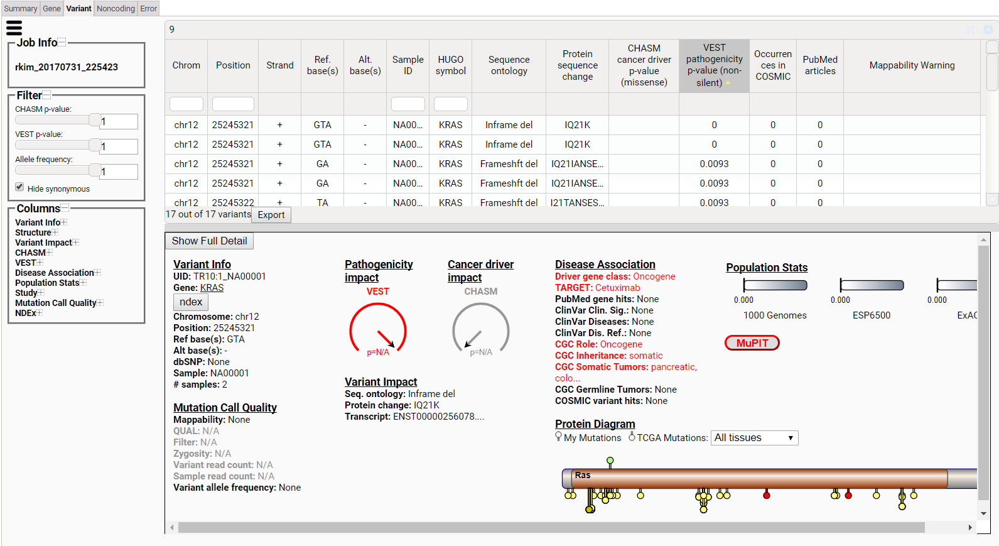 Summary Gene Variant Noncoding Error
Job Info
rkim_20170731_225423
Filter
CHASM p-value:
1
VEST p-value:
1
Allele frequency:
1
Hide synonymous
Columns
Variant Info
Structure
Variant Impact
CHASM
VEST
Disease Association
Population Stats
Study
Mutation Call Quality
NDEx
9
Chrom Position Strand Ref. base(s) Alt. base(s) Sample ID HUGO symbol Sequence ontology Protein sequence change CHASM cancer driver p-value (missense) VEST pathogenicity p-value (non-silent) Occurren ces in COSMIC PubMed articles Mappability Warning
chr12 25245321 + GTA - NA00... KRAS Inframe del IQ21K 0 0 0
chr12 25245321 + GTA - NA00... KRAS Inframe del IQ21K 0 0 0
chr12 25245321 + GA - NA00... KRAS Frameshft del IQ21IANSE... 0.0093 0 0
chr12 25245321 + GA - NA00... KRAS Frameshft del IQ21IANSE... 0.0093 0 0
chr12 25245322 + TA - NA00... KRAS Frameshft del I21TANSES... 0.0093 0 0
17 out of 17 variants Export
Show Full Detail
Variant Info
UID: TR10:1_NA00001
Gene: KRAS
ndex
Chromosome: chr12
Position: 25245321
Ref base(s): GTA
Alt base(s): -
dbSNP: None
Sample: NA00001
# samples: 2
Mutation Call Quality
Mappability: None
QUAL: N/A
Filter: N/A
Zygosity: N/A
Variant read count: N/A
Sample read count: N/A
Variant allele frequency: None
Pathogenicity
impact
VEST
p=N/A
Cancer driver
impact
CHASM
p=N/A
Variant Impact
Seq. ontology: Inframe del
Protein change: IQ21K
Transcript: ENST00000256078....
Disease Association
Driver gene class: Oncogene
TARGET: Cetuximab
PubMed gene hits: None
ClinVar Clin. Sig.: None
ClinVar Diseases: None
ClinVar Dis. Ref.: None
CGC Role: Oncogene
CGC Inheritance: somatic
CGC Somatic Tumors: pancreatic,
colo...
CGC Germline Tumors: None
COSMIC variant hits: None
Population Stats
0.000 0.000 0.000
1000 Genomes ESP6500 ExAC
MuPIT
Protein Diagram
My Mutations TCGA Mutations: All tissues
Ras